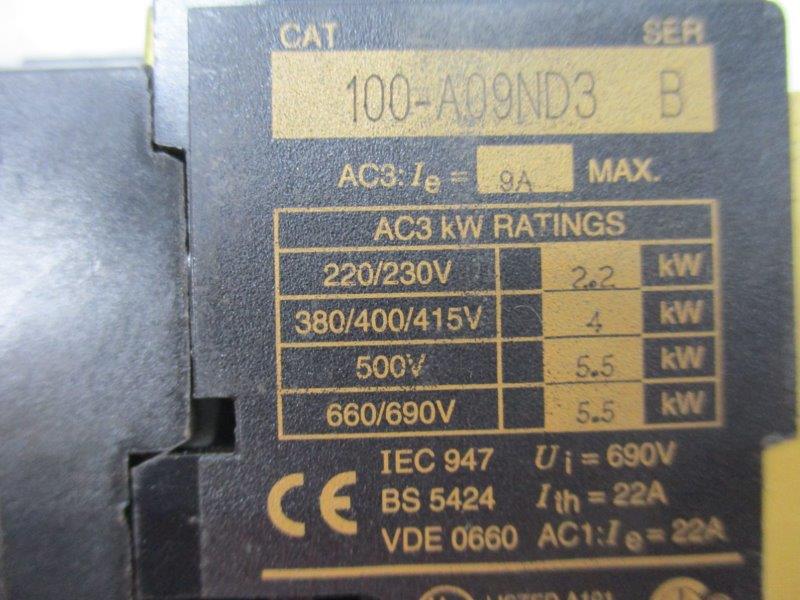 CAT SER
100-A09ND3 B
AC3: Ie = 9A MAX.
AC3 kW RATINGS
220/230V 2.2 kW
380/400/415V 4 kW
500V 5.5 kW
660/690V 5.5 kW
IEC 947 Ui = 690V
CE BS 5424 Ith = 22A
VDE 0660 AC1: Ie = 22A